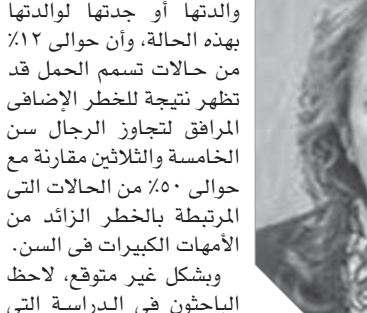 والدتها أو جدتها لوالدتها
بهذه الحالة، وأن حوالى ١٢٪
من حالات تسمم الحمل قد
تظهر نتيجة للخطر الإضافى
المرافق لتجاوز الرجال سن
الخامسة والثلاثين مقارنة مع
حوالى ٥٠٪ من الحالات التى
المرتبطة بالخطر الزائد من
الأمهات الكبيرات فى السن.
وبشكل غير متوقع، لاحظ
الباحثون فى الدراسة التى